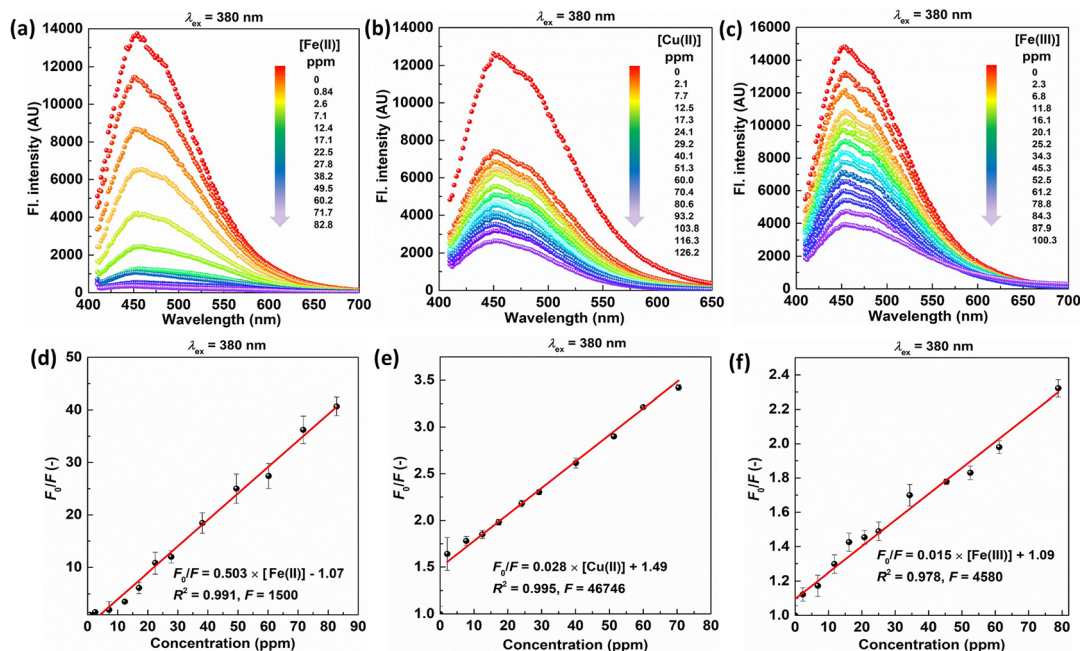 λex = 380 nm
(a)
[Fe(II)]
ppm
0
0.84
2.6
7.1
12.4
17.1
22.5
27.8
38.2
49.5
60.2
71.7
82.8
14000
12000
10000
8000
6000
4000
2000
0
Fl. intensity (AU)
400 450 500 550 600 650 700
Wavelength (nm)
λex = 380 nm
(b)
[Cu(II)]
ppm
0
2.1
7.7
12.5
17.3
24.1
29.2
40.1
51.3
60.0
70.4
80.6
93.2
103.8
116.3
126.2
14000
12000
10000
8000
6000
4000
2000
0
Fl. intensity (AU)
400 450 500 550 600 650
Wavelength (nm)
λex = 380 nm
(c)
[Fe(III)]
ppm
0
2.3
6.8
11.8
16.1
20.1
25.2
34.3
45.3
52.5
61.2
78.8
84.3
87.9
100.3
16000
14000
12000
10000
8000
6000
4000
2000
0
Fl. intensity (AU)
400 450 500 550 600 650 700
Wavelength (nm)
λex = 380 nm
(d)
50
40
30
20
10
F0/F (-)
F0/F = 0.503 × [Fe(II)] - 1.07
R2 = 0.991, F = 1500
0 10 20 30 40 50 60 70 80 90
Concentration (ppm)
λex = 380 nm
(e)
3.5
3.0
2.5
2.0
1.5
1.0
F0/F (-)
F0/F = 0.028 × [Cu(II)] + 1.49
R2 = 0.995, F = 46746
0 10 20 30 40 50 60 70 80
Concentration (ppm)
λex = 380 nm
(f)
2.4
2.2
2.0
1.8
1.6
1.4
1.2
1.0
F0/F (-)
F0/F = 0.015 × [Fe(III)] + 1.09
R2 = 0.978, F = 4580
0 10 20 30 40 50 60 70 80
Concentration (ppm)